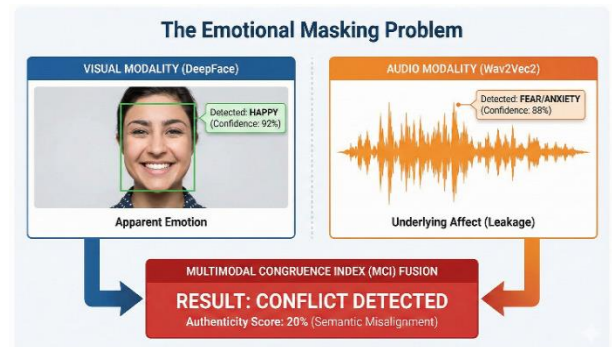 The Emotional Masking Problem
VISUAL MODALITY (DeepFace)
Detected: HAPPY
(Confidence: 92%)
Apparent Emotion
AUDIO MODALITY (Wav2Vec2)
Detected: FEAR/ANXIETY
(Confidence: 88%)
Underlying Affect (Leakage)
MULTIMODAL CONGRUENCE INDEX (MCI) FUSION
RESULT: CONFLICT DETECTED
Authenticity Score: 20% (Semantic Misalignment)